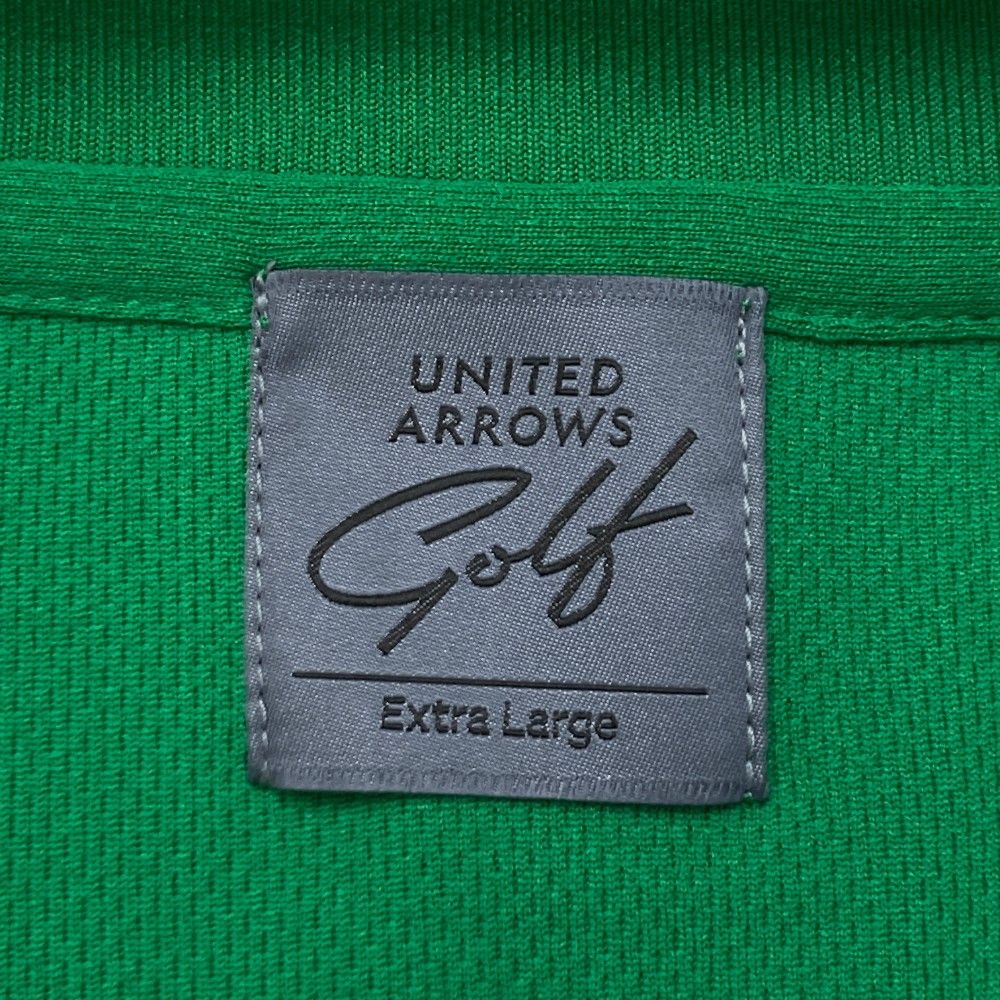 UNITED
ARROWS
Golf
Extra Large